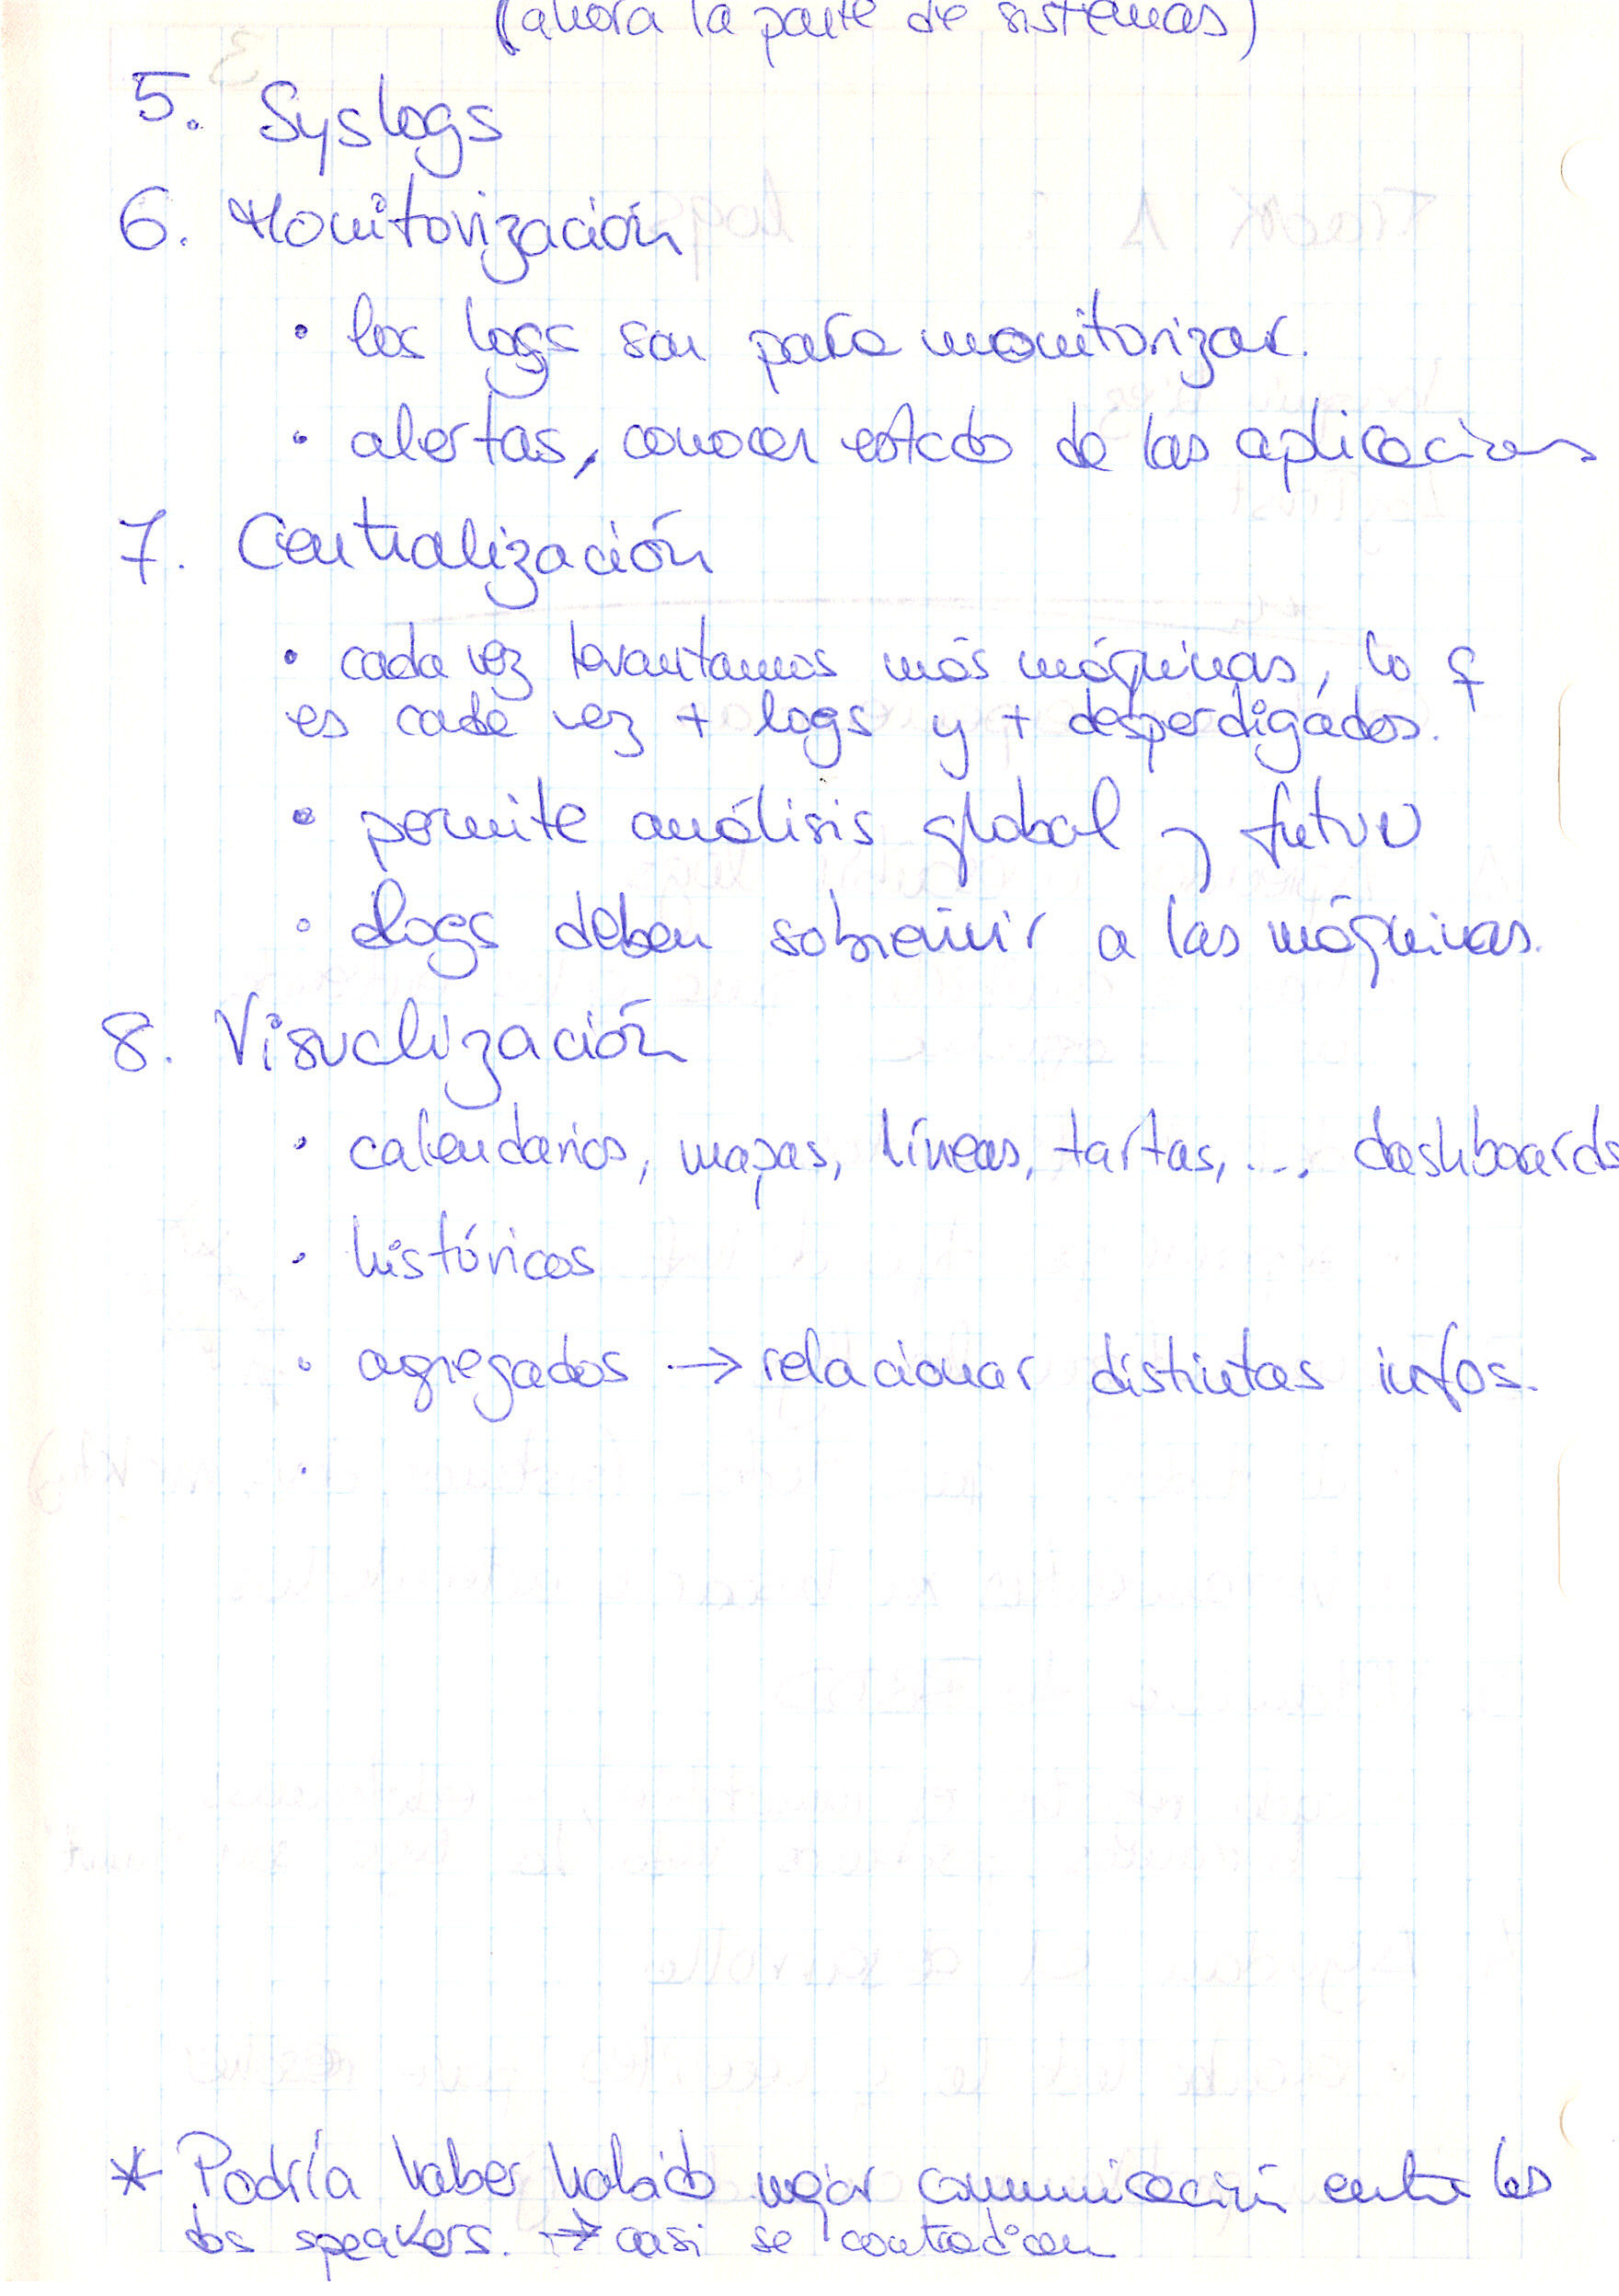 (ahora la parte de sistemas)
5. Syslogs
6. Monitorización
• los logs son para monitorizar.
• alertas, conocer estado de las aplicaciones
7. Centralización
• cada vez levantamos más máquinas, lo q
es cada vez + logs y + desperdigados.
• permite análisis global y futuro
• logs deben sobrevivir a las máquinas.
8. Visualización
• calendarios, mapas, líneas, tartas, ... dashboards
• históricos
• agregados → relacionar distintas infos.
•
* Podría haber habido mejor comunicación entre los
dos speakers. → casi se contradicen